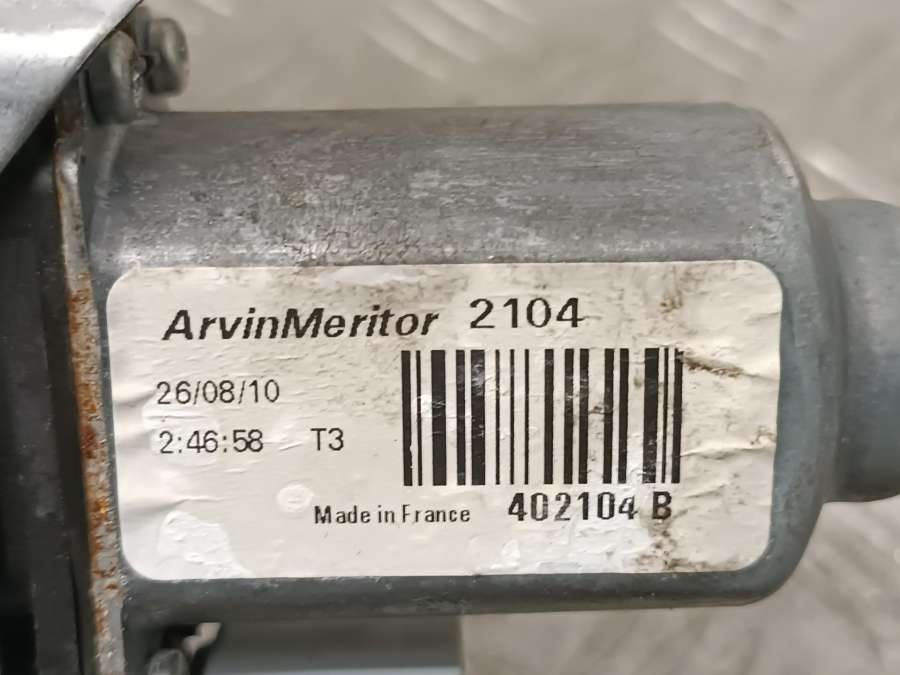 ArvinMeritor 2104
26/08/10
2:46:58 T3
Made in France 402104 B